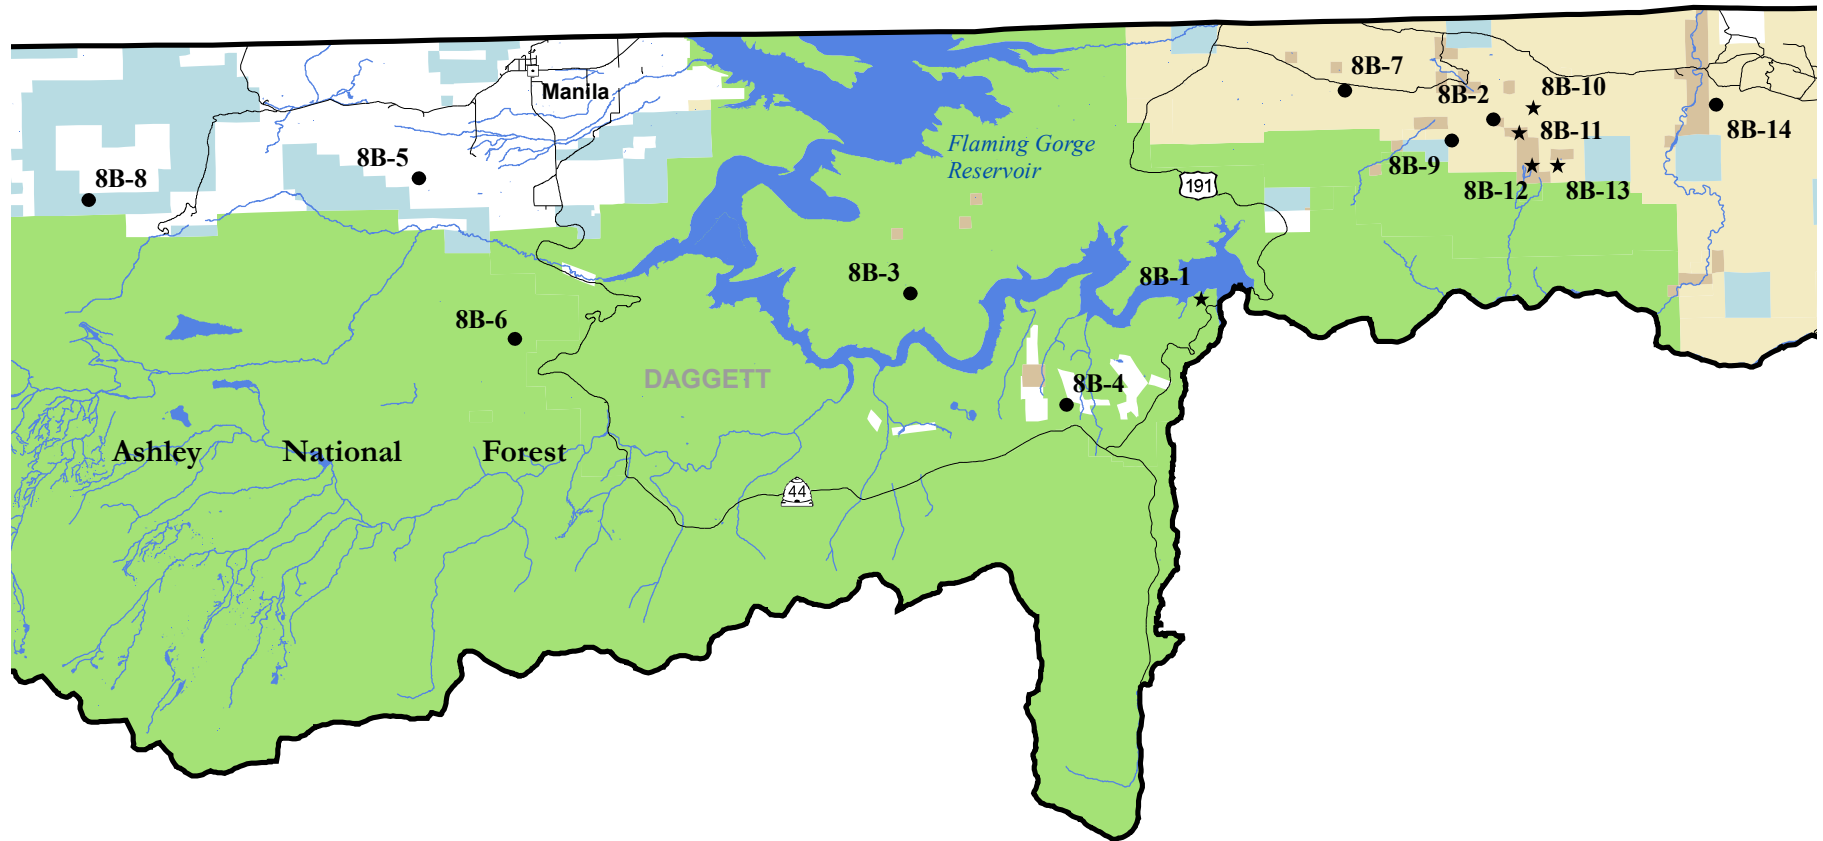 8B-7
8B-10
Manila
8B-2
8B-11
8B-14
Flaming Gorge
Reservoir
8B-5
8B-9
8B-8
191
8B-12
8B-13
8B-3
8B-1
8B-6
DAGGETT
8B-4
Ashley National Forest
44